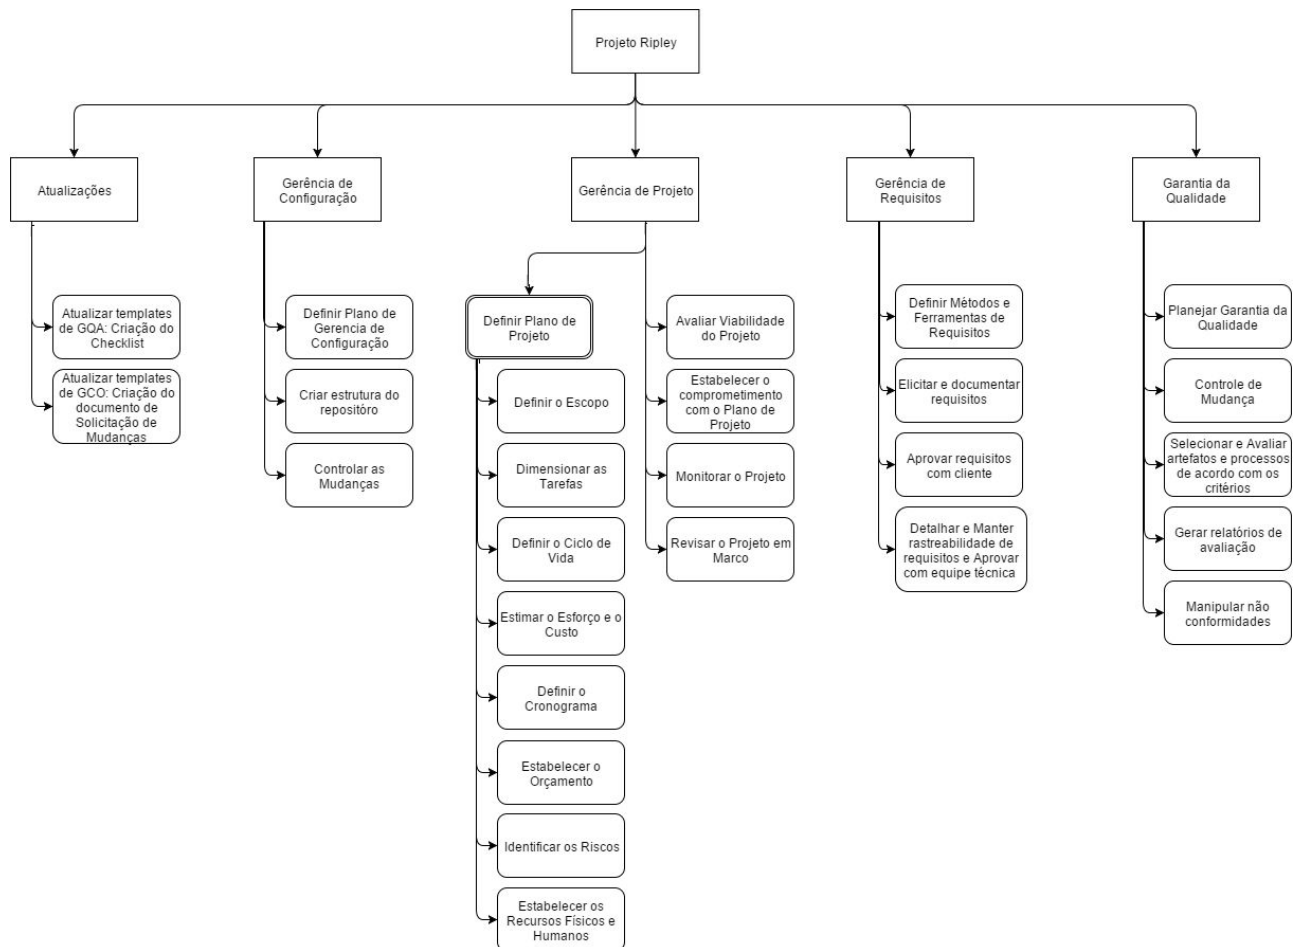 Projeto Ripley
Atualizações
Gerência de
Configuração
Gerência de Projeto
Gerência de
Requisitos
Garantia da
Qualidade
Atualizar templates
de GQA: Criação do
Checklist
Atualizar templates
de GCO: Criação do
documento de
Solicitação de
Mudanças
Definir Plano de
Gerencia de
Configuração
Criar estrutura do
repositóro
Controlar as
Mudanças
Definir Plano de
Projeto
Definir o Escopo
Dimensionar as
Tarefas
Definir o Ciclo de
Vida
Estimar o Esforço e o
Custo
Definir o
Cronograma
Estabelecer o
Orçamento
Identificar os Riscos
Estabelecer os
Recursos Físicos e
Humanos
Avaliar Viabilidade
do Projeto
Estabelecer o
comprometimento
com o Plano de
Projeto
Monitorar o Projeto
Revisar o Projeto em
Marco
Definir Métodos e
Ferramentas de
Requisitos
Elicitar e documentar
requisitos
Aprovar requisitos
com cliente
Detalhar e Manter
rastreabilidade de
requisitos e Aprovar
com equipe técnica
Planejar Garantia da
Qualidade
Controle de
Mudança
Selecionar e Avaliar
artefatos e processos
de acordo com os
critérios
Gerar relatórios de
avaliação
Manipular não
conformidades